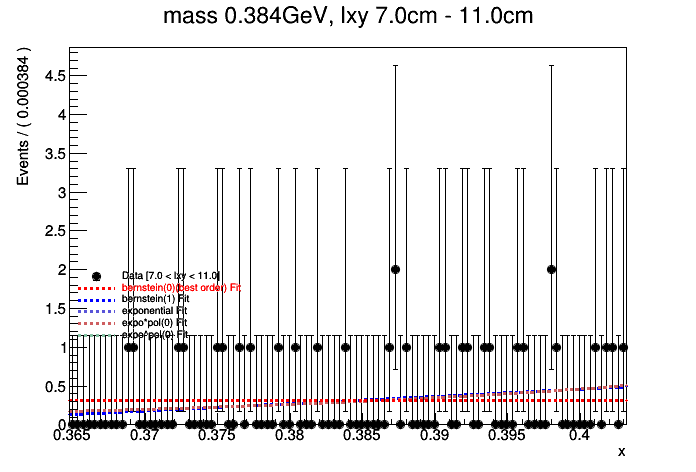 mass 0.384GeV, lxy 7.0cm - 11.0cm
Events / ( 0.000384 )
4.5
4
3.5
3
2.5
2
1.5
1
0.5
0
Data [7.0 < lxy < 11.0]
bernstein(0)(best order) Fit
bernstein(1) Fit
exponential Fit
expo*pol(0) Fit
expo*pol(0) Fit
0.365 0.37 0.375 0.38 0.385 0.39 0.395 0.4
x